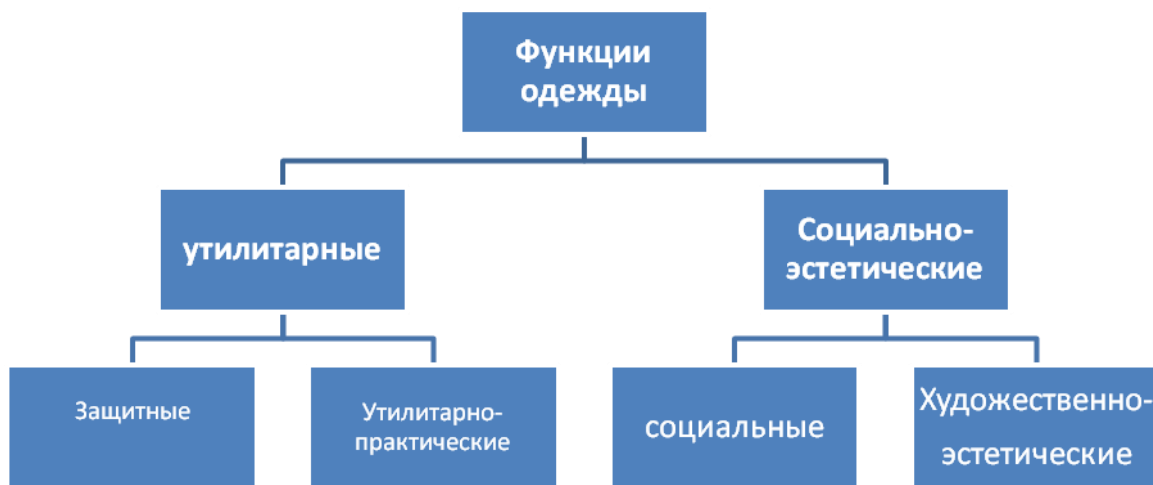 Функции
одежды
утилитарные
Социально-
эстетические
Защитные
Утилитарно-
практические
социальные
Художественно-
эстетические